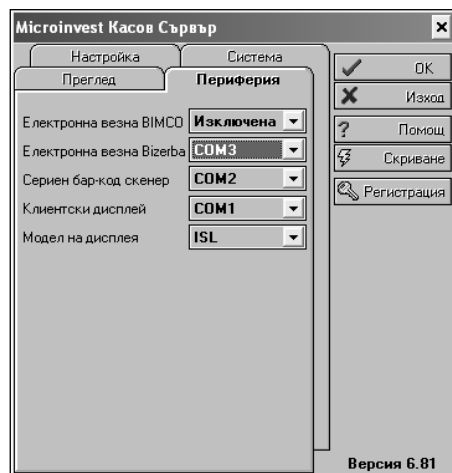 Microinvest Касов Сървър
Настройка
Система
Преглед
Периферия
Електронна везна BIMCO Изключена
Електронна везна Bizerba COM3
Сериен бар-код скенер COM2
Клиентски дисплей COM1
Модел на дисплея ISL
OK
Изход
Помощ
Скриване
Регистрация
Версия 6.81